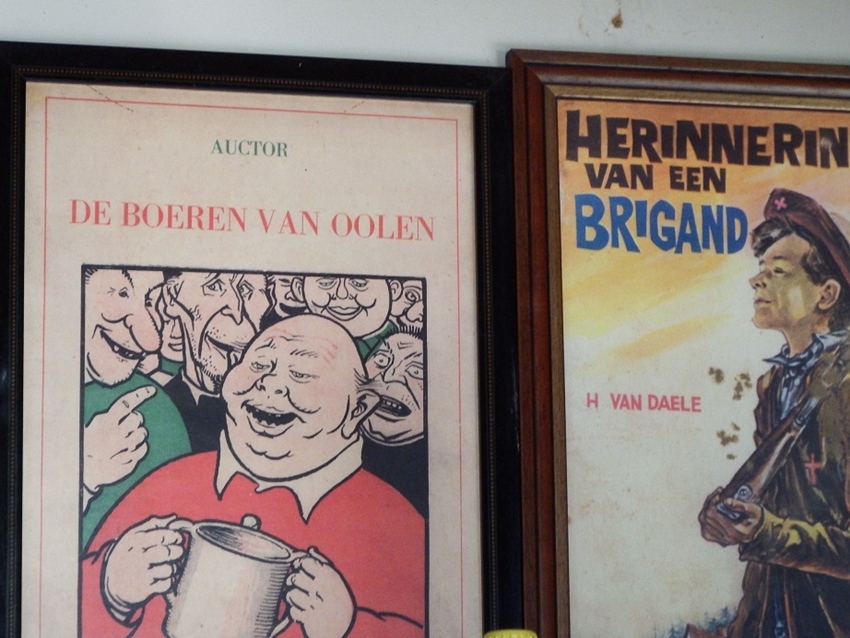 AUCTOR
DE BOEREN VAN OOLEN
HERINNERIN
VAN EEN
BRIGAND
H VAN DAELE